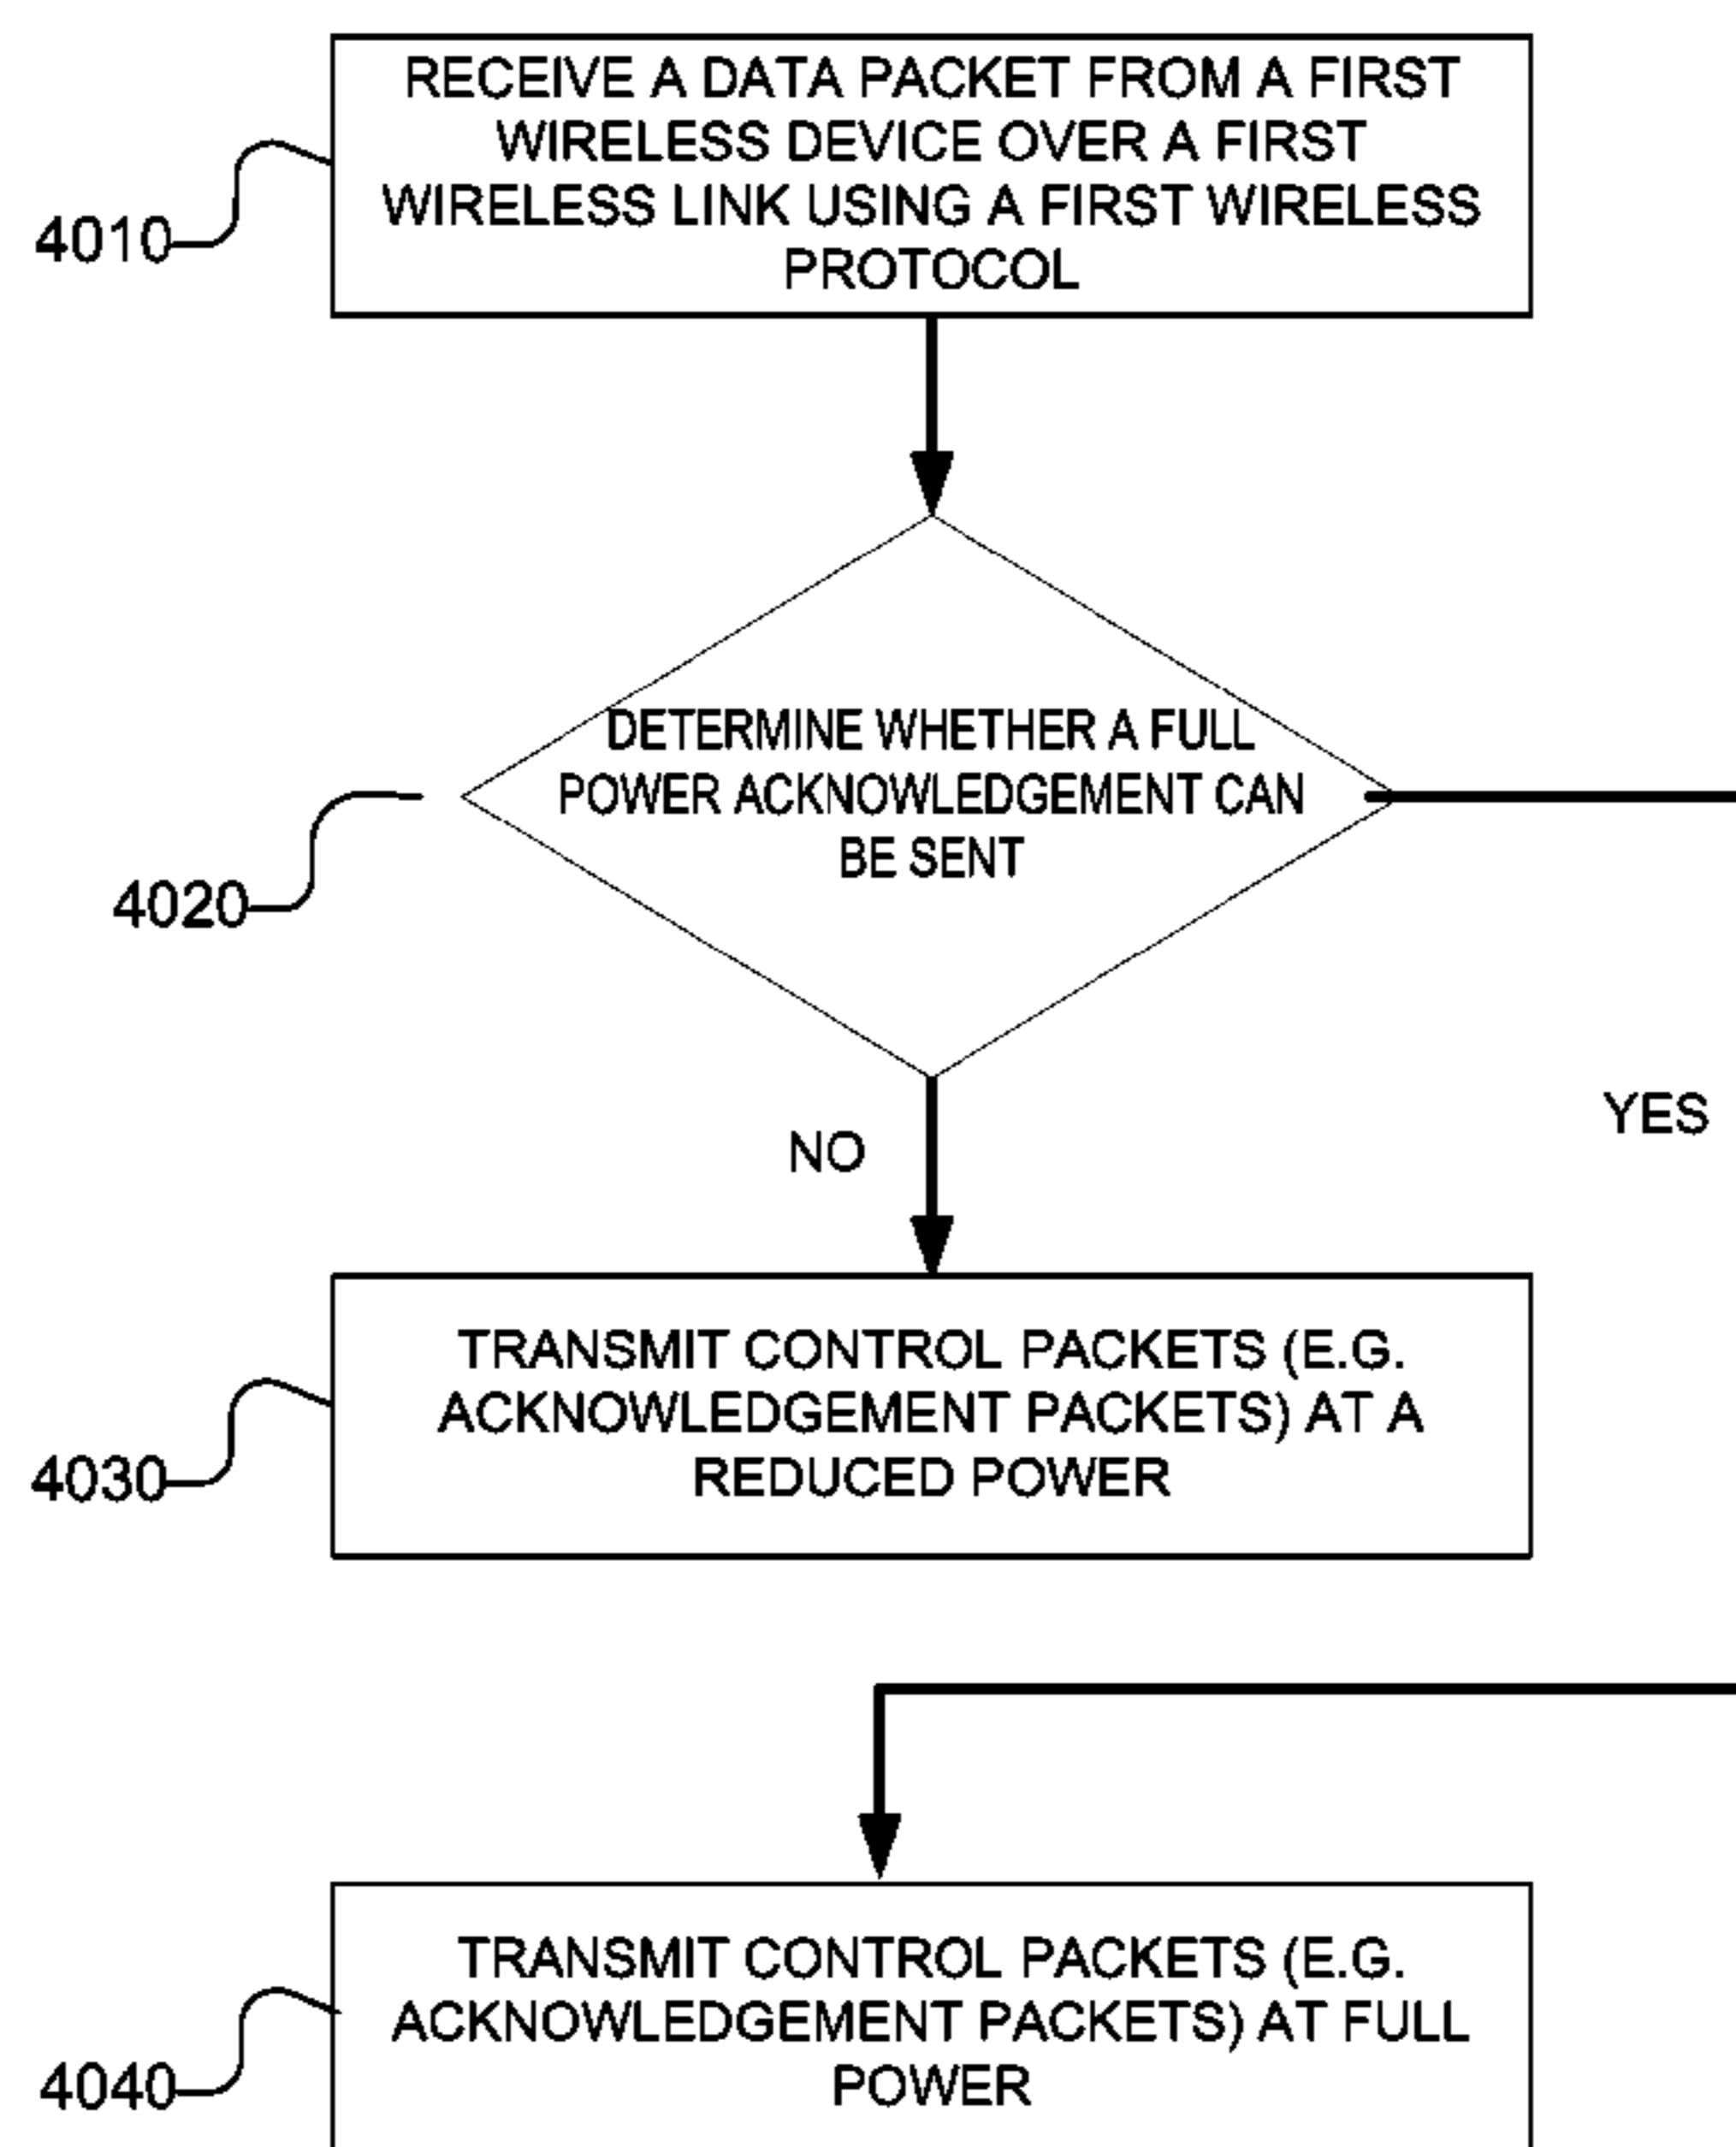 RECEIVE A DATA PACKET FROM A FIRST
WIRELESS DEVICE OVER A FIRST
WIRELESS LINK USING A FIRST WIRELESS
PROTOCOL
4010
DETERMINE WHETHER A FULL
POWER ACKNOWLEDGEMENT CAN
BE SENT
4020
YES
NO
TRANSMIT CONTROL PACKETS (E.G.
ACKNOWLEDGEMENT PACKETS) AT A
REDUCED POWER
4030
TRANSMIT CONTROL PACKETS (E.G.
ACKNOWLEDGEMENT PACKETS) AT FULL
POWER
4040